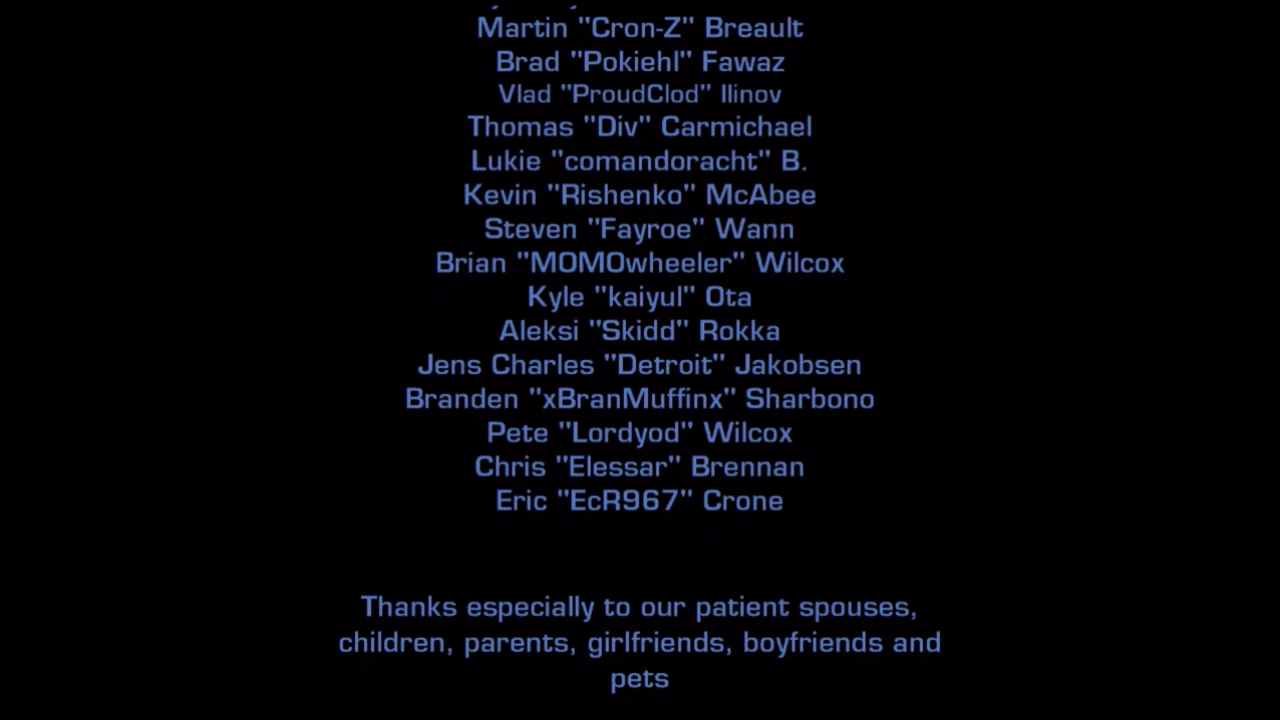 Martin "Cron-Z" Breault
Brad "Pokiehl" Fawaz
Vlad "ProudClod" Ilinov
Thomas "Div" Carmichael
Lukie "comandoracht" B.
Kevin "Rishenko" McAbee
Steven "Fayroe" Wann
Brian "MOMOwheeler" Wilcox
Kyle "kaiyul" Ota
Aleksi "Skidd" Rokka
Jens Charles "Detroit" Jakobsen
Branden "xBranMuffinx" Sharbono
Pete "Lordyod" Wilcox
Chris "Elessar" Brennan
Eric "EcR967" Crone
Thanks especially to our patient spouses,
children, parents, girlfriends, boyfriends and
pets